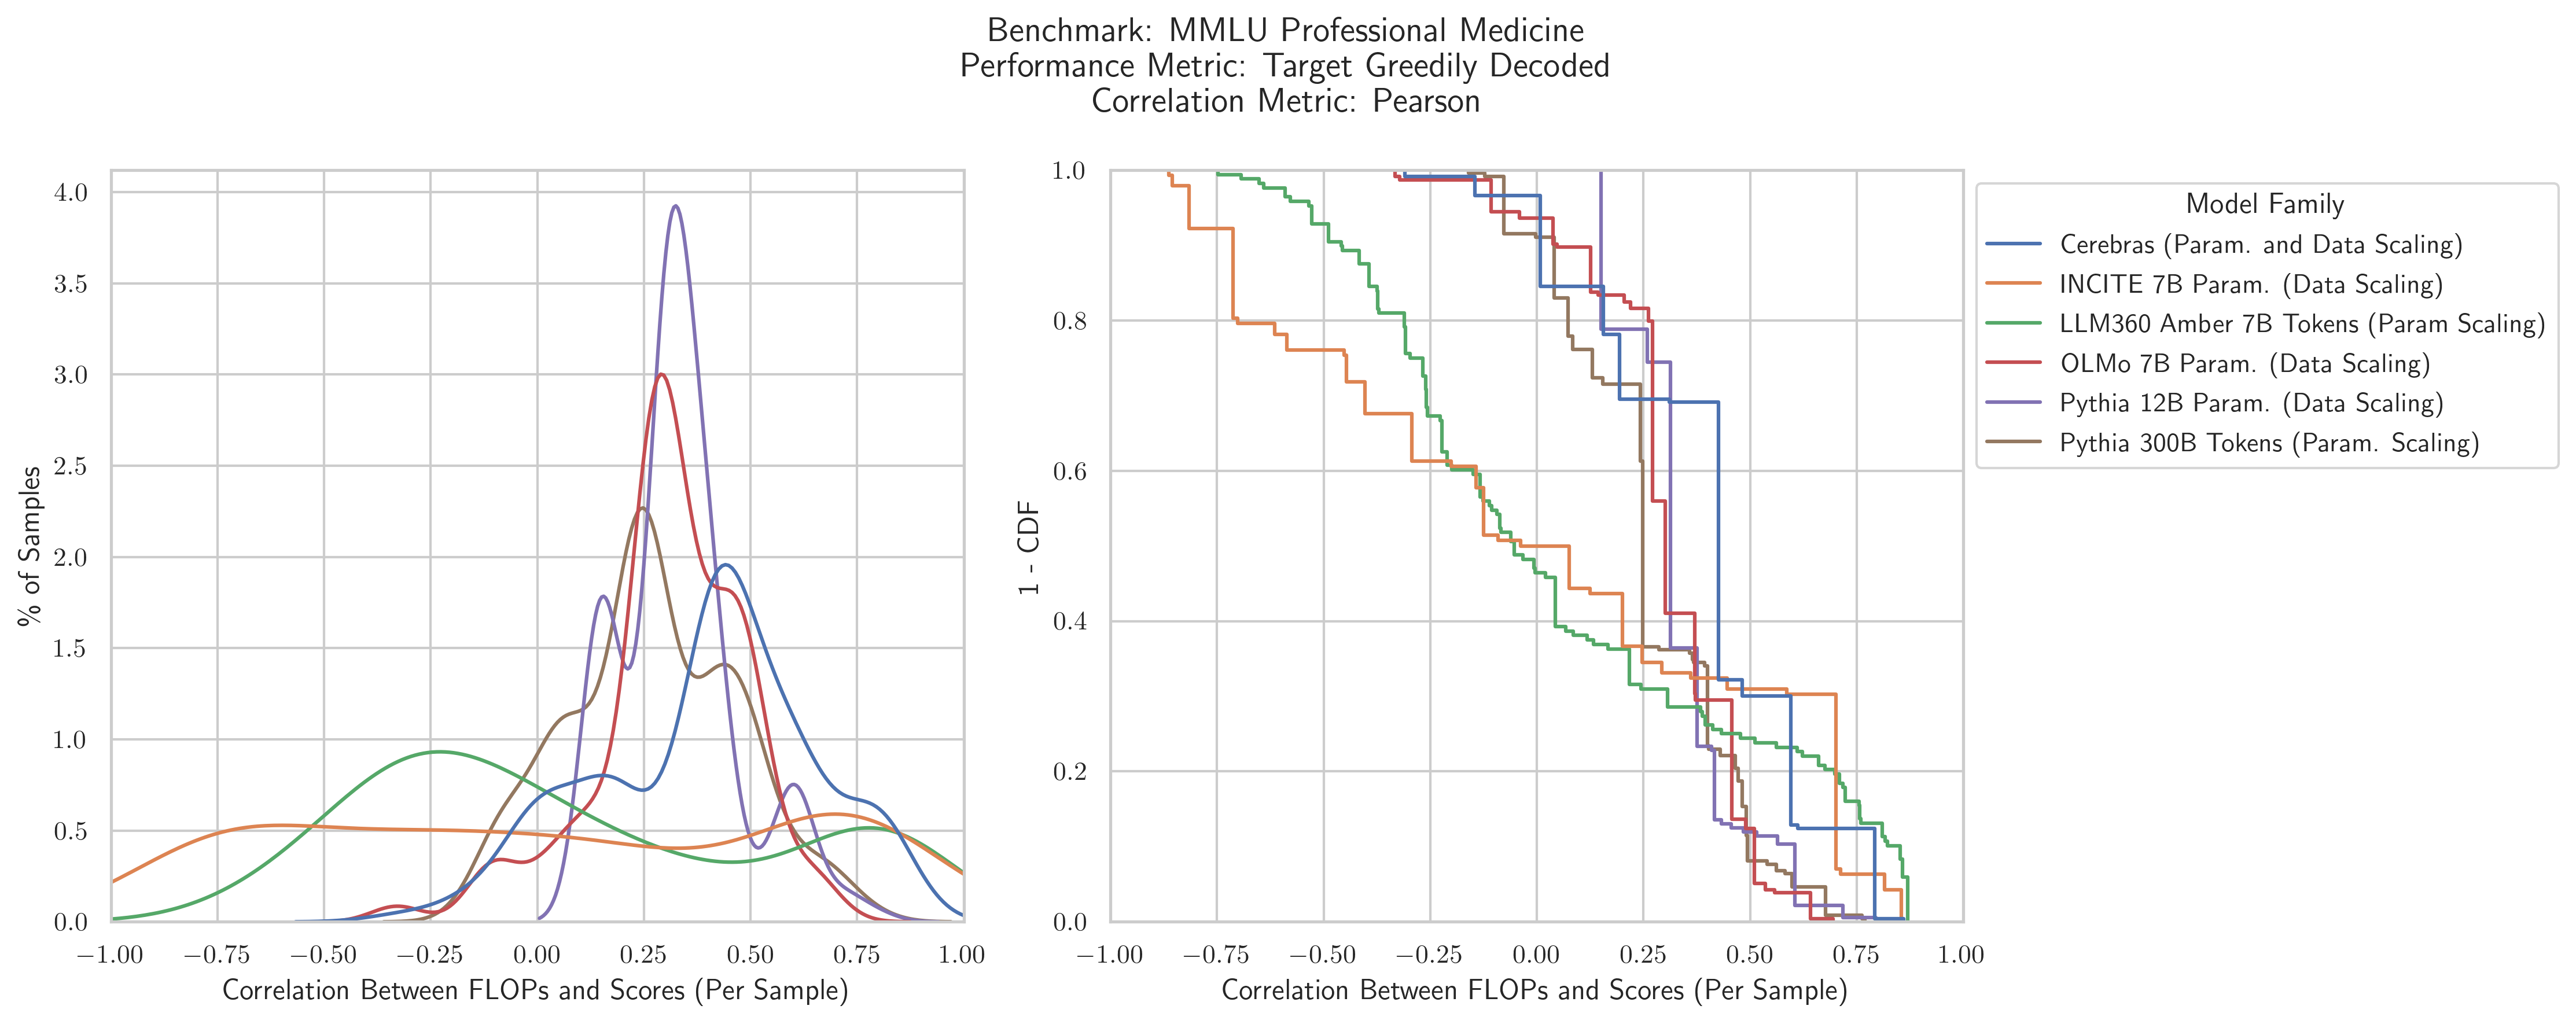 Benchmark: MMLU Professional Medicine
Performance Metric: Target Greedily Decoded
Correlation Metric: Pearson
% of Samples
4.0
3.5
3.0
2.5
2.0
1.5
1.0
0.5
0.0
−1.00 −0.75 −0.50 −0.25 0.00 0.25 0.50 0.75 1.00
Correlation Between FLOPs and Scores (Per Sample)
1 - CDF
1.0
0.8
0.6
0.4
0.2
0.0
−1.00 −0.75 −0.50 −0.25 0.00 0.25 0.50 0.75 1.00
Correlation Between FLOPs and Scores (Per Sample)
Model Family
Cerebras (Param. and Data Scaling)
INCITE 7B Param. (Data Scaling)
LLM360 Amber 7B Tokens (Param Scaling)
OLMo 7B Param. (Data Scaling)
Pythia 12B Param. (Data Scaling)
Pythia 300B Tokens (Param. Scaling)